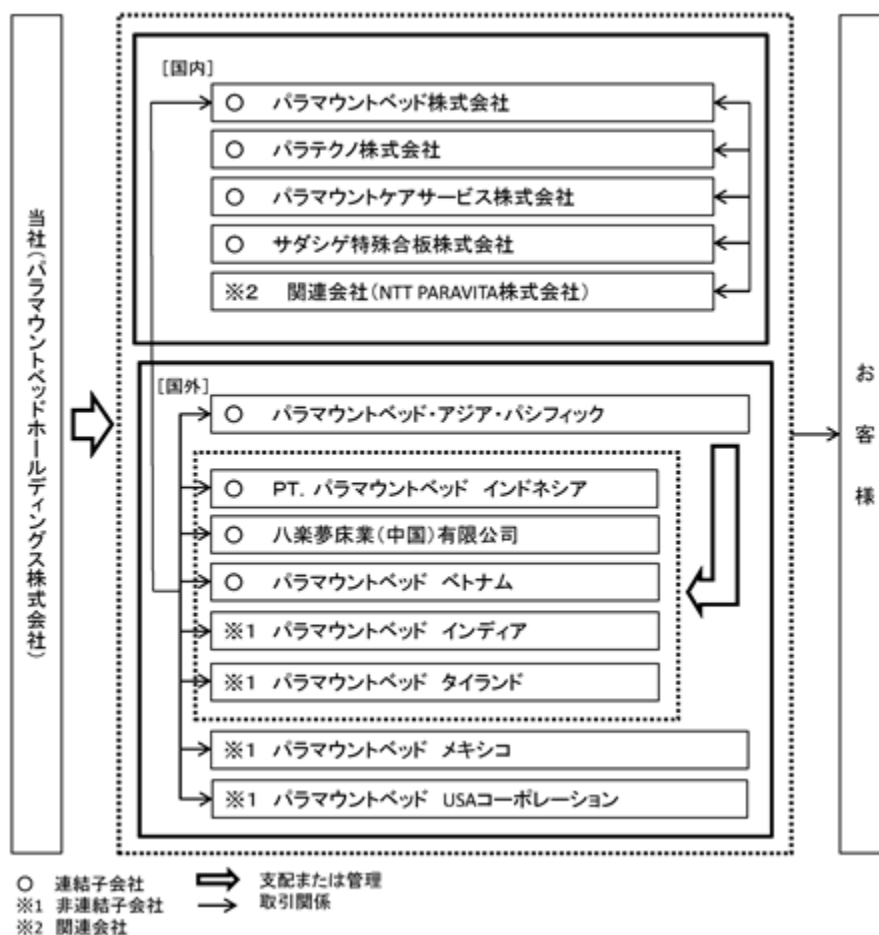 当社(パラマウントベッドホールディングス株式会社)
[国内]
○ パラマウントベッド株式会社
○ パラテクノ株式会社
○ パラマウントケアサービス株式会社
○ サダシゲ特殊合板株式会社
※2 関連会社(NTT PARAVITA株式会社)
[国外]
○ パラマウントベッド・アジア・パシフィック
○ PT. パラマウントベッド インドネシア
○ 八楽夢床業(中国)有限公司
○ パラマウントベッド ベトナム
※1 パラマウントベッド インディア
※1 パラマウントベッド タイランド
※1 パラマウントベッド メキシコ
※1 パラマウントベッド USAコーポレーション
お客様
○ 連結子会社
※1 非連結子会社
※2 関連会社
支配または管理
取引関係